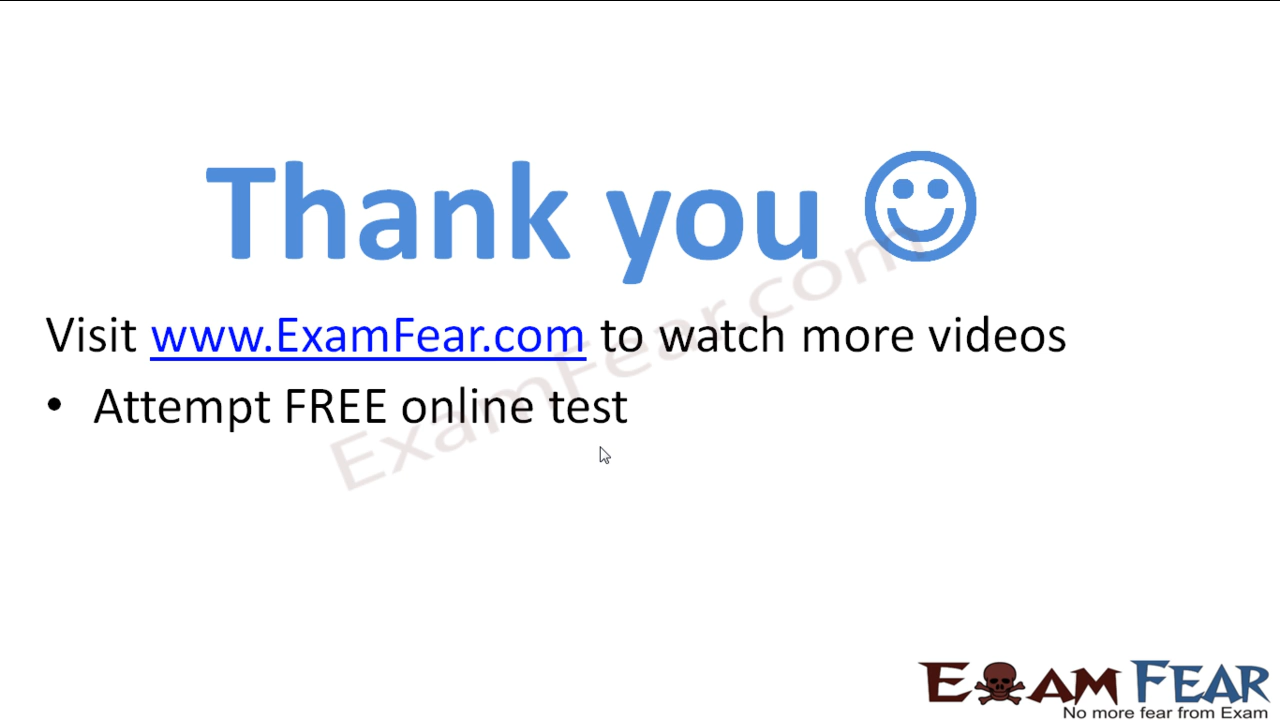 Thank you ☺
Visit www.ExamFear.com to watch more videos
• Attempt FREE online test
ExamFear.com
EXAM FEAR
No more fear from Exam